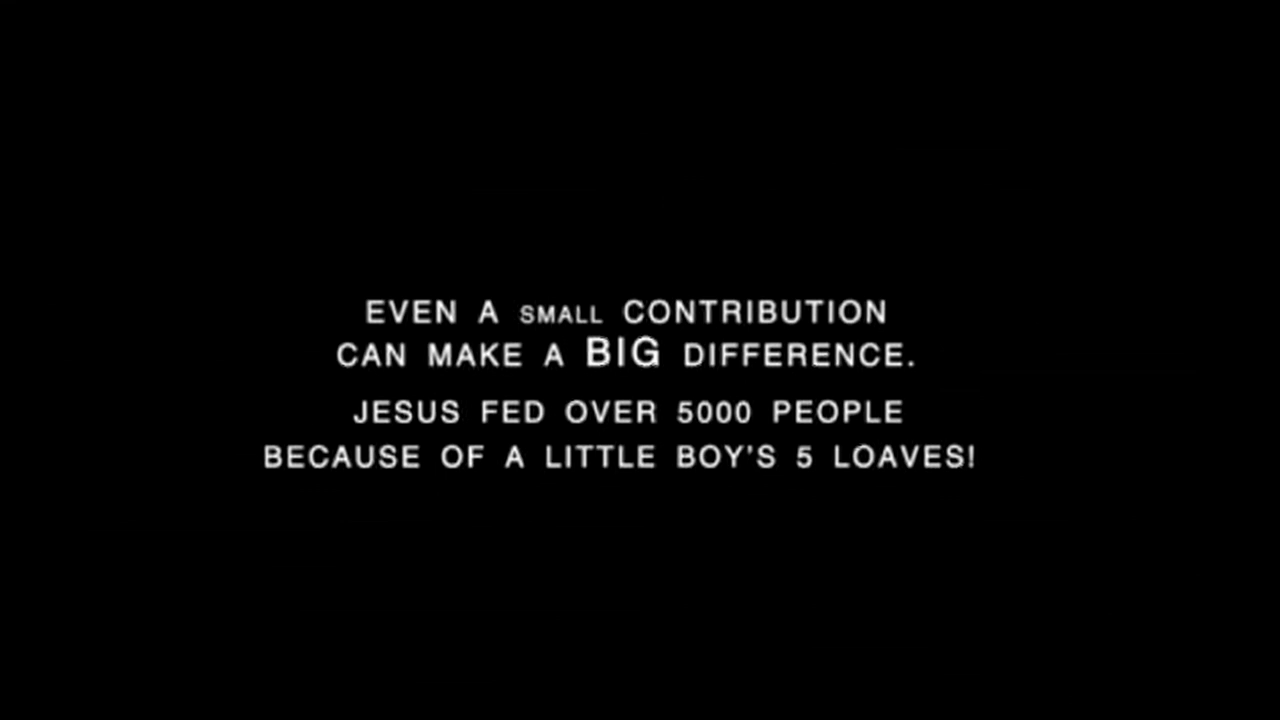 EVEN A SMALL CONTRIBUTION
CAN MAKE A BIG DIFFERENCE.
JESUS FED OVER 5000 PEOPLE
BECAUSE OF A LITTLE BOY'S 5 LOAVES!